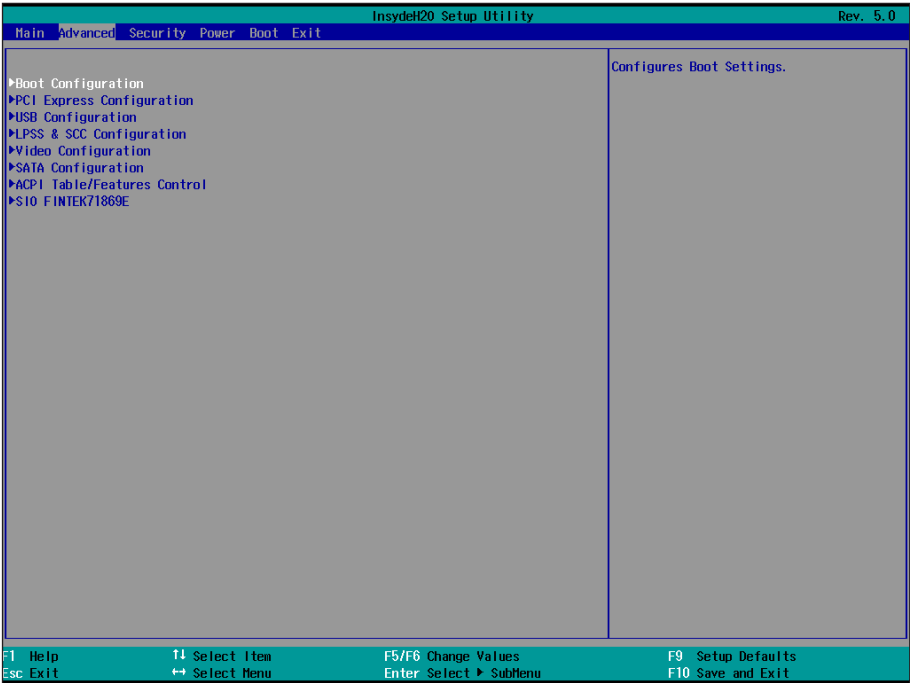 InsydeH20 Setup Utility Rev. 5.0
Main Advanced Security Power Boot Exit
Configures Boot Settings.
▶Boot Configuration
▶PCI Express Configuration
▶USB Configuration
▶LPSS & SCC Configuration
▶Video Configuration
▶SATA Configuration
▶ACPI Table/Features Control
▶SIO FINTEK71869E
F1 Help ↑↓ Select Item F5/F6 Change Values F9 Setup Defaults
Esc Exit ↔ Select Menu Enter Select ▶ SubMenu F10 Save and Exit